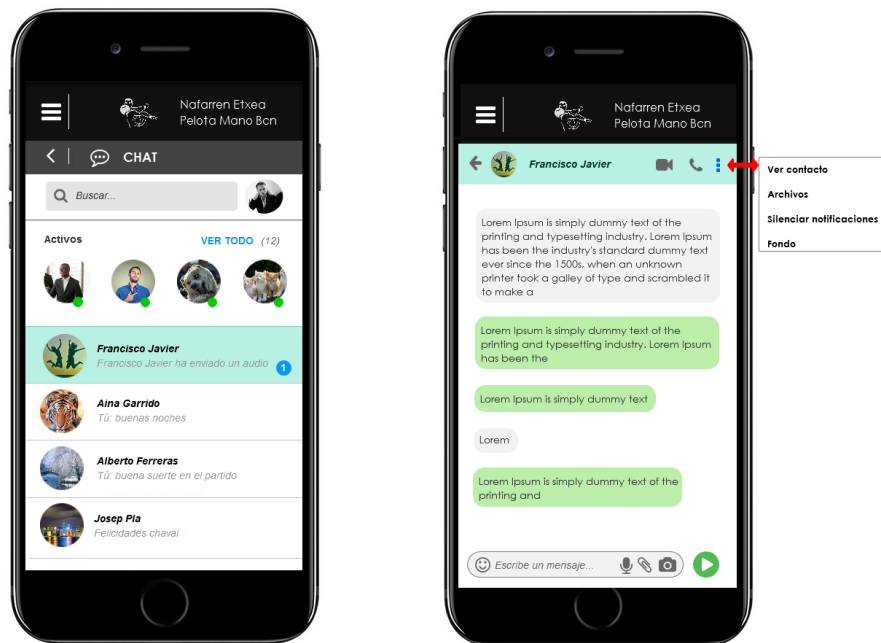 Nafarren Etxea
Pelota Mano Bcn
CHAT
Buscar...
Activos
VER TODO (12)
Francisco Javier
Francisco Javier ha enviado un audio
1
Aina Garrido
Tù: buenas noches
Alberto Ferreras
Tù: buena suerte en el partido
Josep Pla
Felicidades chaval
Nafarren Etxea
Pelota Mano Bcn
Francisco Javier
Ver contacto
Archivos
Silenciar notificaciones
Fondo
Lorem Ipsum is simply dummy text of the
printing and typesetting industry. Lorem Ipsum
has been the industry's standard dummy text
ever since the 1500s, when an unknown
printer took a galley of type and scrambled it
to make a
Lorem Ipsum is simply dummy text of the
printing and typesetting industry. Lorem Ipsum
has been the
Lorem Ipsum is simply dummy text
Lorem
Lorem Ipsum is simply dummy text of the
printing and
Escribe un mensaje...